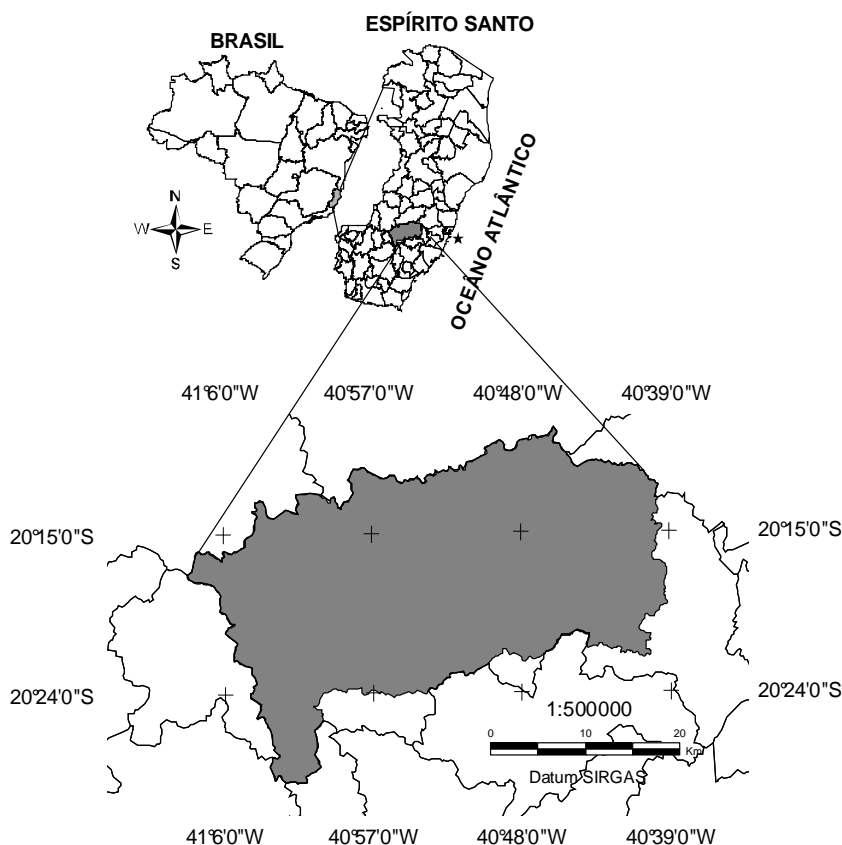 ESPÍRITO SANTO
BRASIL
OCEÂNO ATLÂNTICO
N
W E
S
41°6'0"W 40°57'0"W 40°48'0"W 40°39'0"W
20°15'0"S 20°15'0"S
20°24'0"S 20°24'0"S
1:500000
0 10 20
Km
Datum SIRGAS
41°6'0"W 40°57'0"W 40°48'0"W 40°39'0"W